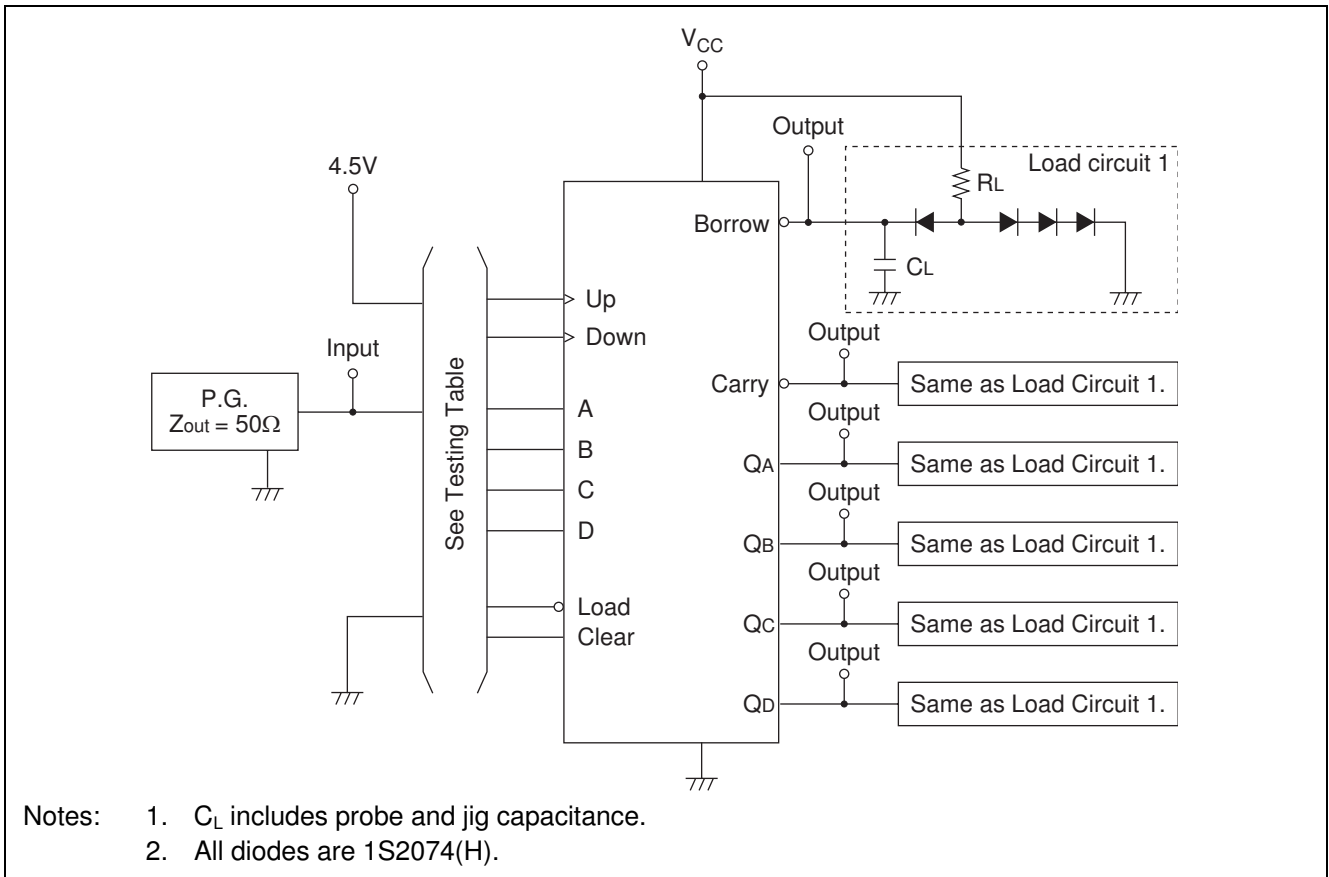 VCC
Output
4.5V
Load circuit 1
RL
Borrow
CL
Up
Down
Input
Output
P.G.
Zout = 50Ω
See Testing Table
Carry
Same as Load Circuit 1.
Output
A
B
QA
Same as Load Circuit 1.
C
Output
D
QB
Same as Load Circuit 1.
Output
Load
Clear
QC
Same as Load Circuit 1.
Output
QD
Same as Load Circuit 1.
Notes: 1. CL includes probe and jig capacitance.
2. All diodes are 1S2074(H).